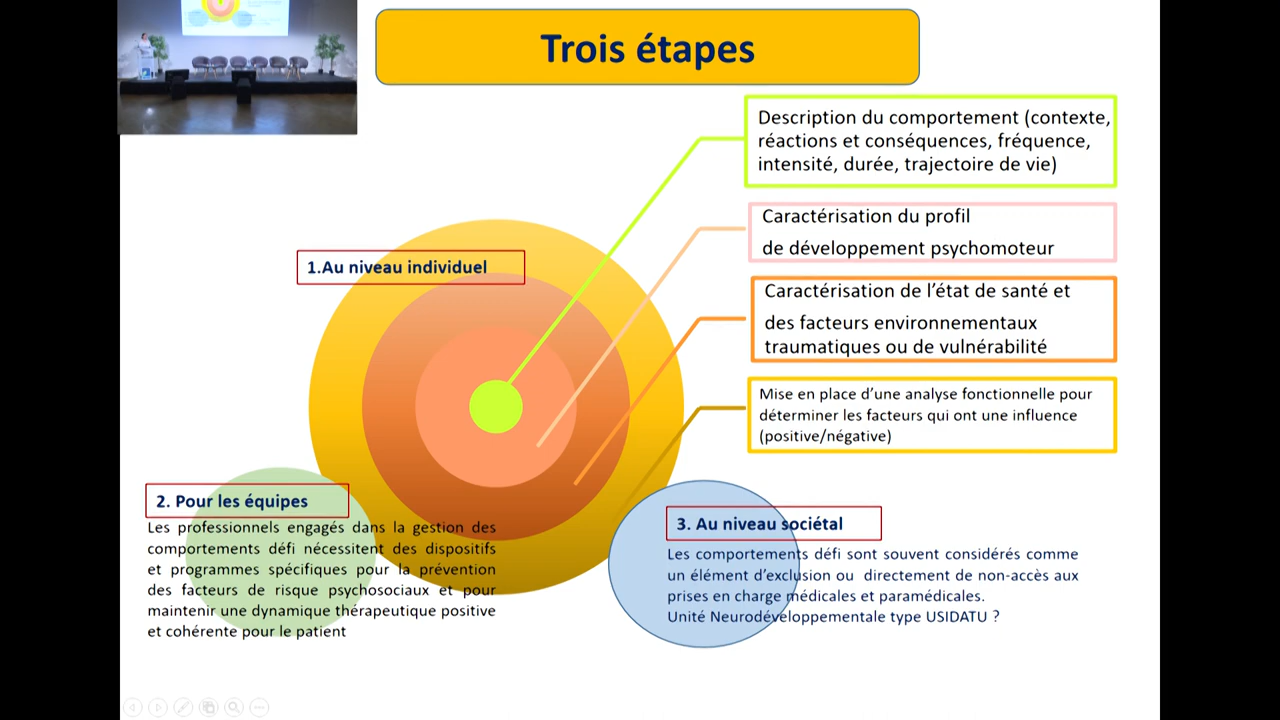 Trois étapes
Description du comportement (contexte,
réactions et conséquences, fréquence,
intensité, durée, trajectoire de vie)
Caractérisation du profil
de développement psychomoteur
1.Au niveau individuel
Caractérisation de l’état de santé et
des facteurs environnementaux
traumatiques ou de vulnérabilité
Mise en place d’une analyse fonctionnelle pour
déterminer les facteurs qui ont une influence
(positive/négative)
2. Pour les équipes
Les professionnels engagés dans la gestion des
comportements défi nécessitent des dispositifs
et programmes spécifiques pour la prévention
des facteurs de risque psychosociaux et pour
maintenir une dynamique thérapeutique positive
et cohérente pour le patient
3. Au niveau sociétal
Les comportements défi sont souvent considérés comme
un élément d’exclusion ou directement de non-accès aux
prises en charge médicales et paramédicales.
Unité Neurodéveloppementale type USIDATU ?